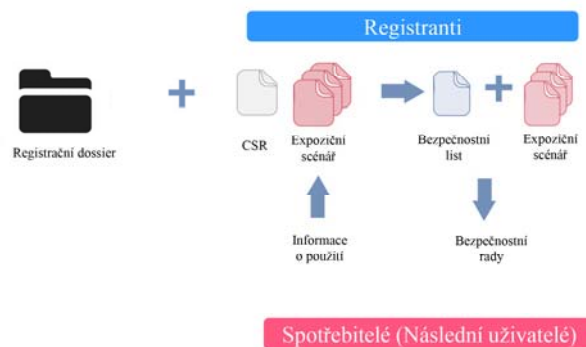 Registranti
Registrační dossier
CSR
Expoziční
scénář
Bezpečnostní
list
Expoziční
scénář
Informace
o použití
Bezpečnostní
rady
Spotřebitelé (Následní uživatelé)